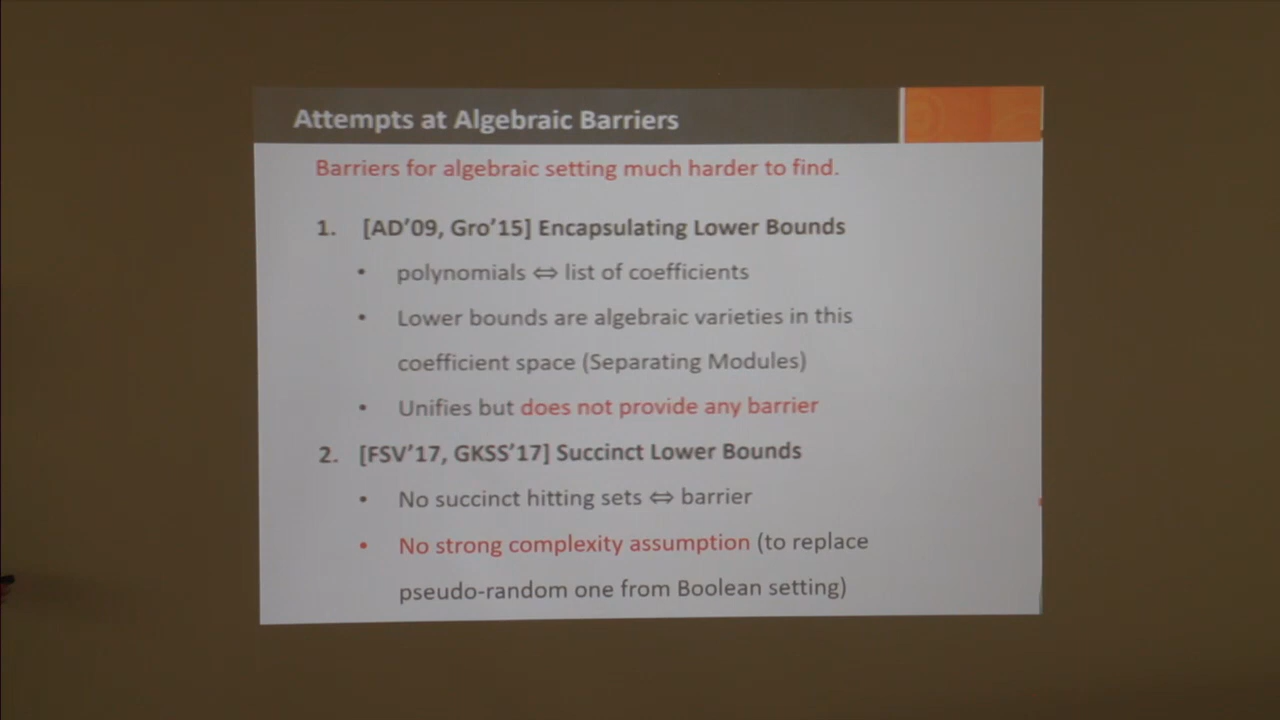 Attempts at Algebraic Barriers
Barriers for algebraic setting much harder to find.
1. [AD'09, Gro'15] Encapsulating Lower Bounds
• polynomials ⇔ list of coefficients
• Lower bounds are algebraic varieties in this
coefficient space (Separating Modules)
• Unifies but does not provide any barrier
2. [FSV'17, GKSS'17] Succinct Lower Bounds
• No succinct hitting sets ⇔ barrier
• No strong complexity assumption (to replace
pseudo-random one from Boolean setting)